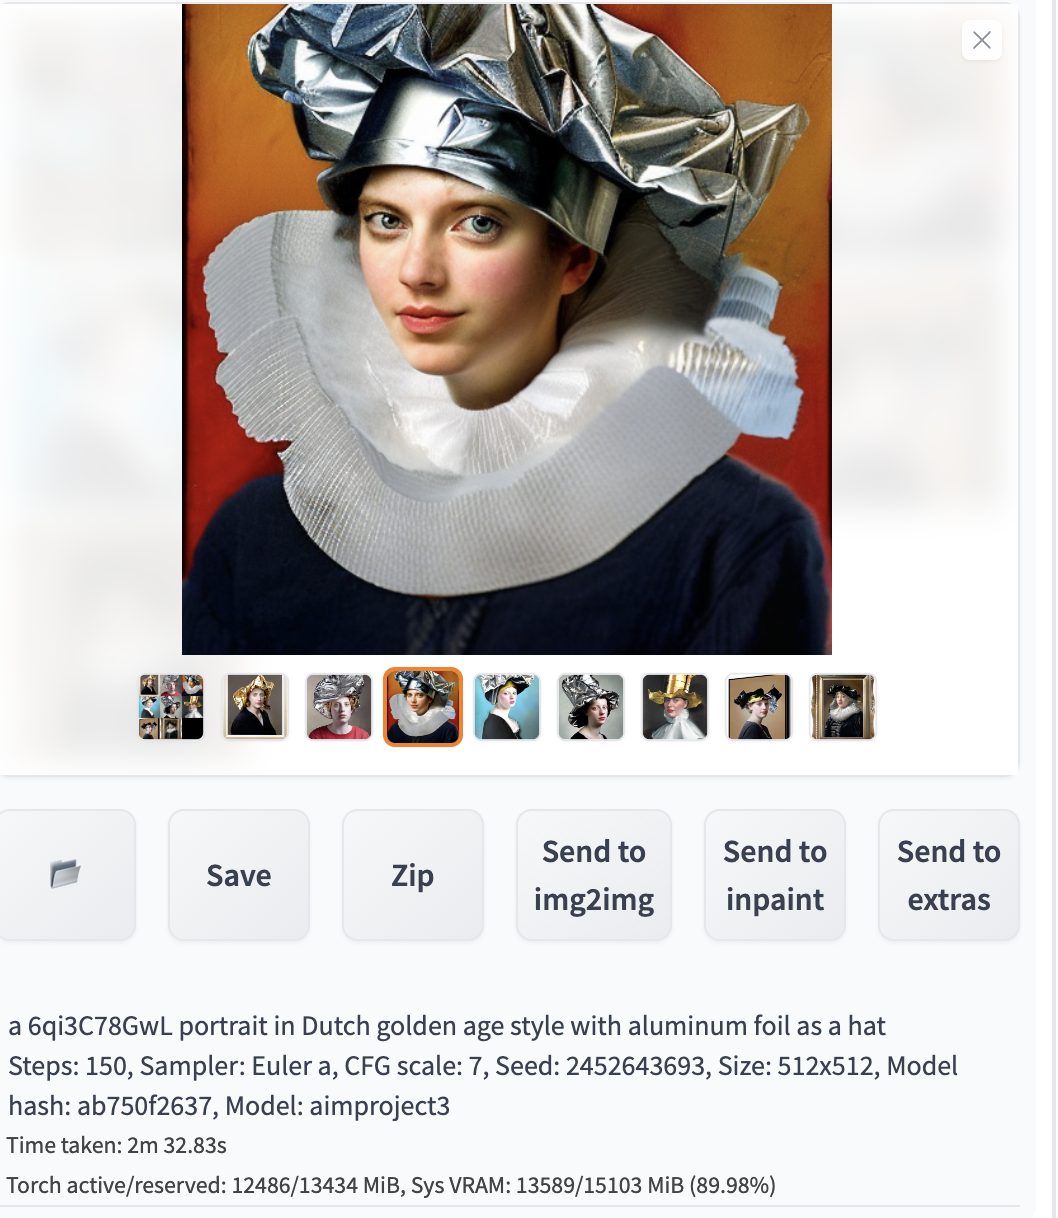 Save
Zip
Send to
img2img
Send to
inpaint
Send to
extras
a 6qi3C78GwL portrait in Dutch golden age style with aluminum foil as a hat
Steps: 150, Sampler: Euler a, CFG scale: 7, Seed: 2452643693, Size: 512x512, Model
hash: ab750f2637, Model: aimproject3
Time taken: 2m 32.83s
Torch active/reserved: 12486/13434 MiB, Sys VRAM: 13589/15103 MiB (89.98%)